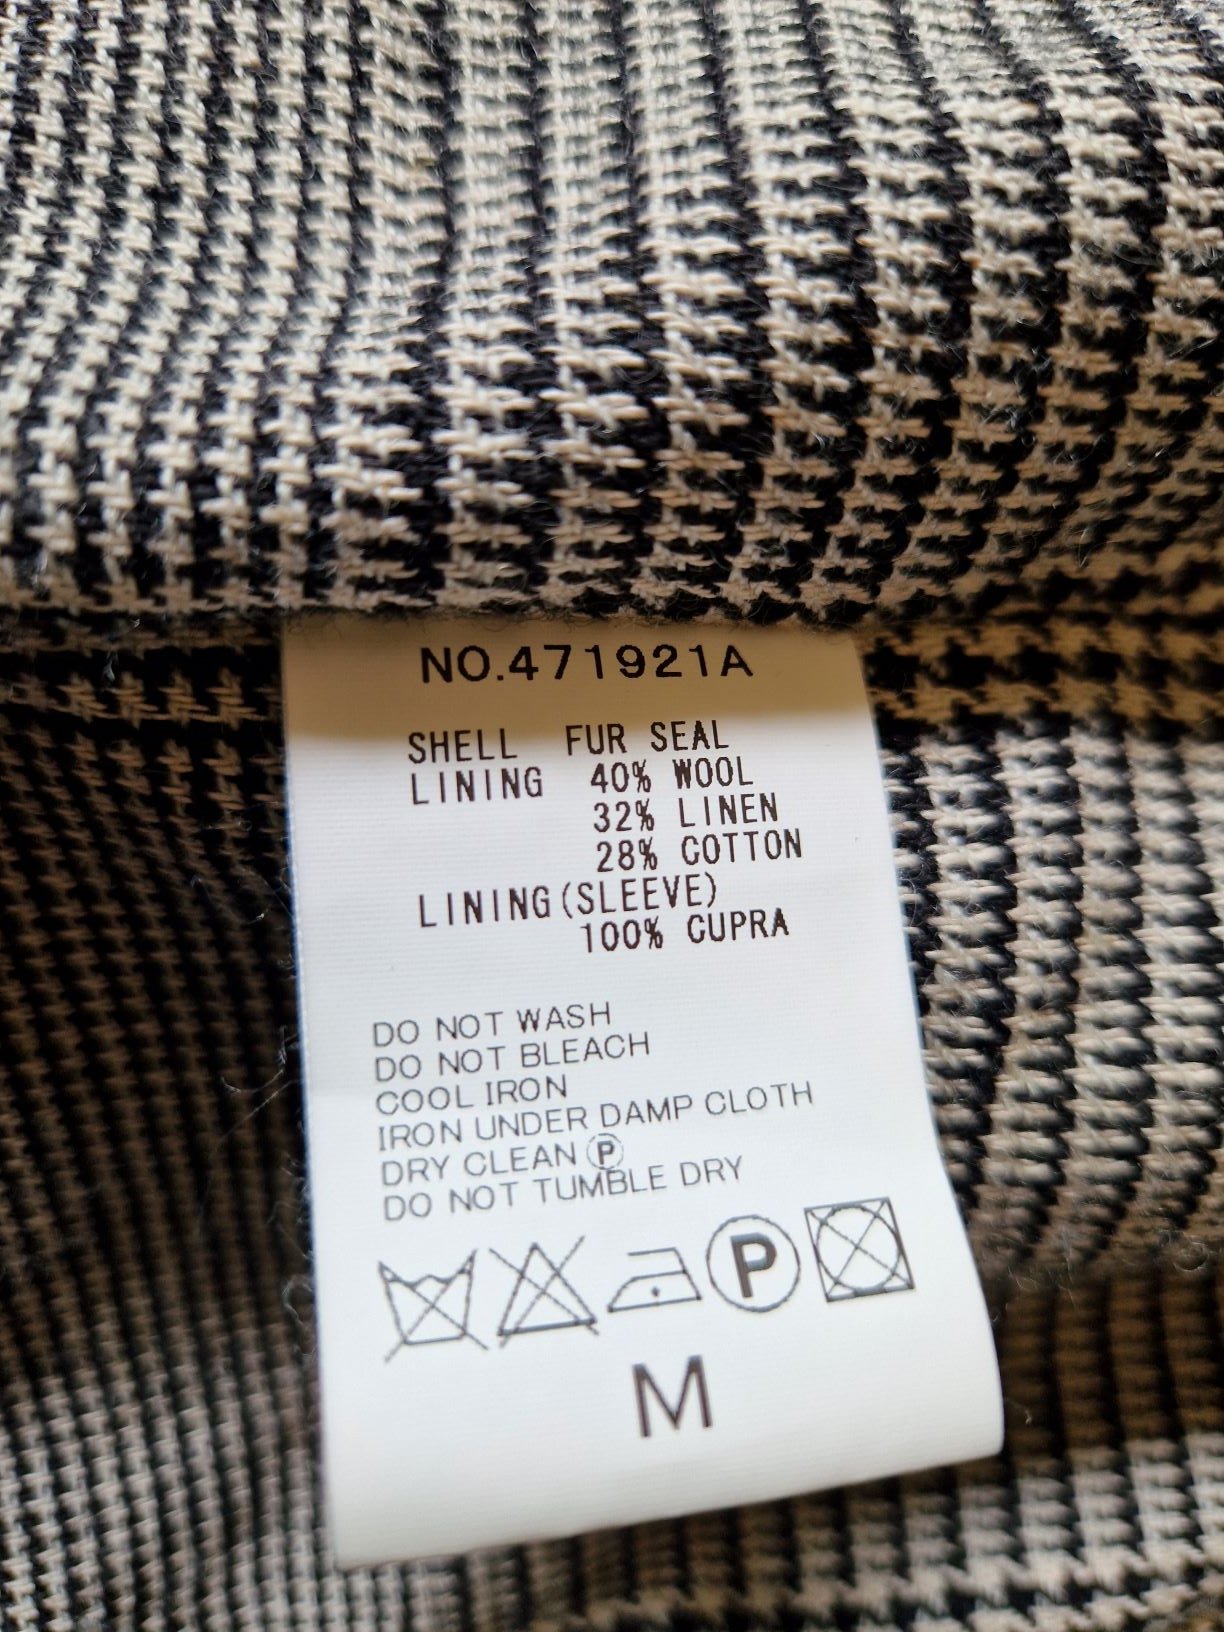 NO.471921A
SHELL FUR SEAL
LINING 40% WOOL
32% LINEN
28% COTTON
LINING(SLEEVE)
100% CUPRA
DO NOT WASH
DO NOT BLEACH
COOL IRON
IRON UNDER DAMP CLOTH
DRY CLEAN Ⓟ
DO NOT TUMBLE DRY
P
M